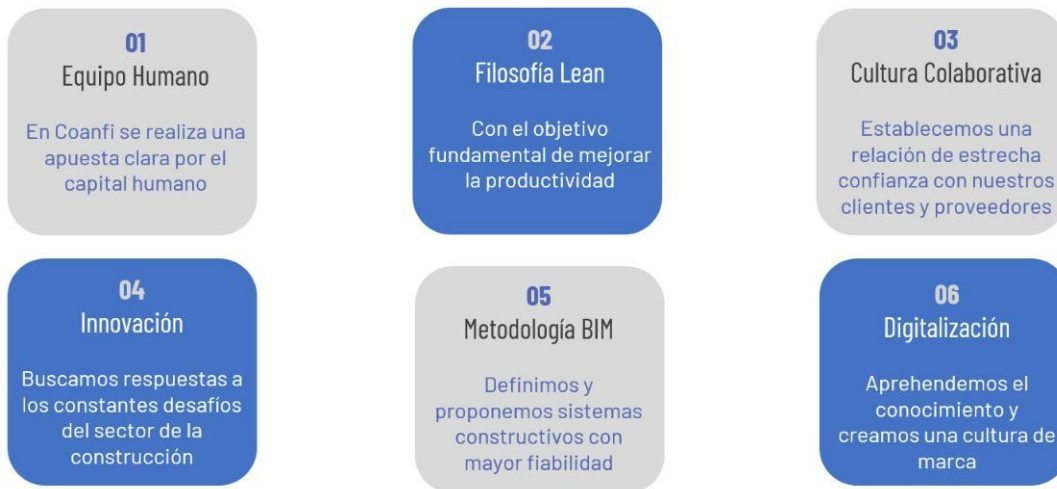 01
Equipo Humano
En Coanfi se realiza una
apuesta clara por el
capital humano
02
Filosofía Lean
Con el objetivo
fundamental de mejorar
la productividad
03
Cultura Colaborativa
Establecemos una
relación de estrecha
confianza con nuestros
clientes y proveedores
04
Innovación
Buscamos respuestas a
los constantes desafíos
del sector de la
construcción
05
Metodología BIM
Definimos y
proponemos sistemas
constructivos con
mayor fiabilidad
06
Digitalización
Aprehendemos el
conocimiento y
creamos una cultura de
marca